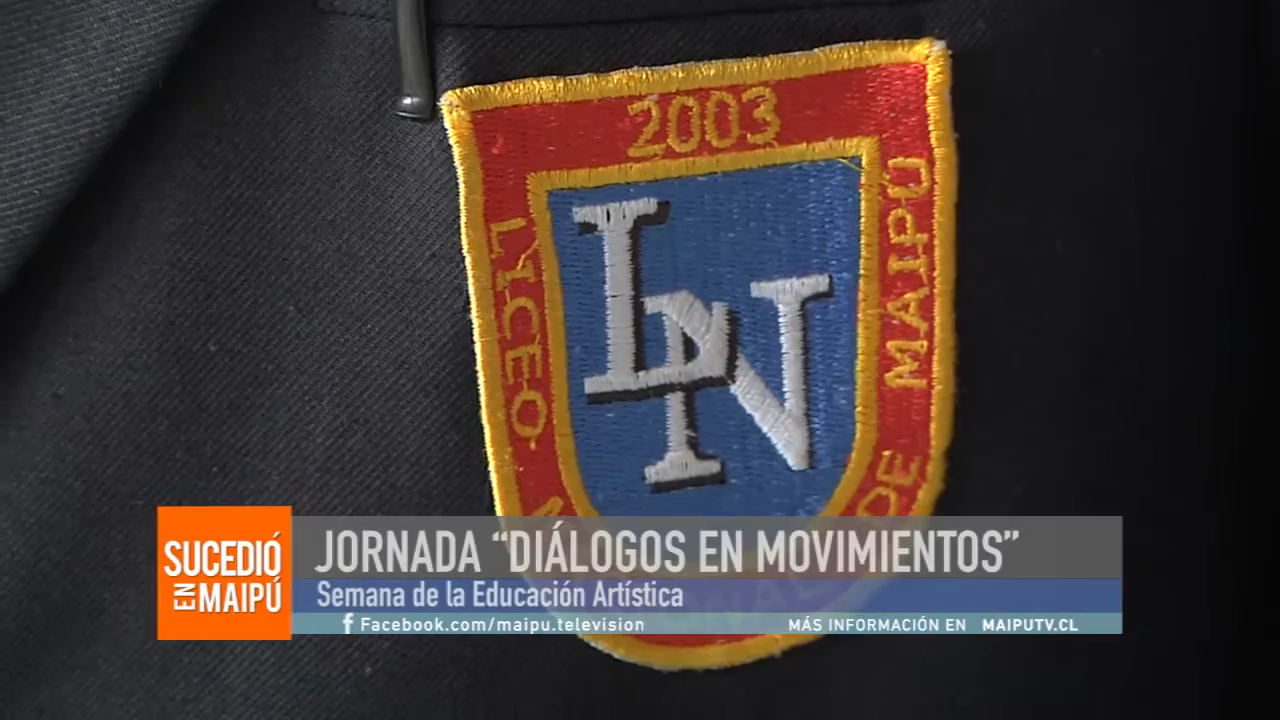 2003
LICEO
DE MAIPU
LN
SUCEDIÓ
EN MAIPÚ
JORNADA “DIÁLOGOS EN MOVIMIENTOS”
Semana de la Educación Artística
Facebook.com/maipu.television
MÁS INFORMACIÓN EN MAIPUTV.CL